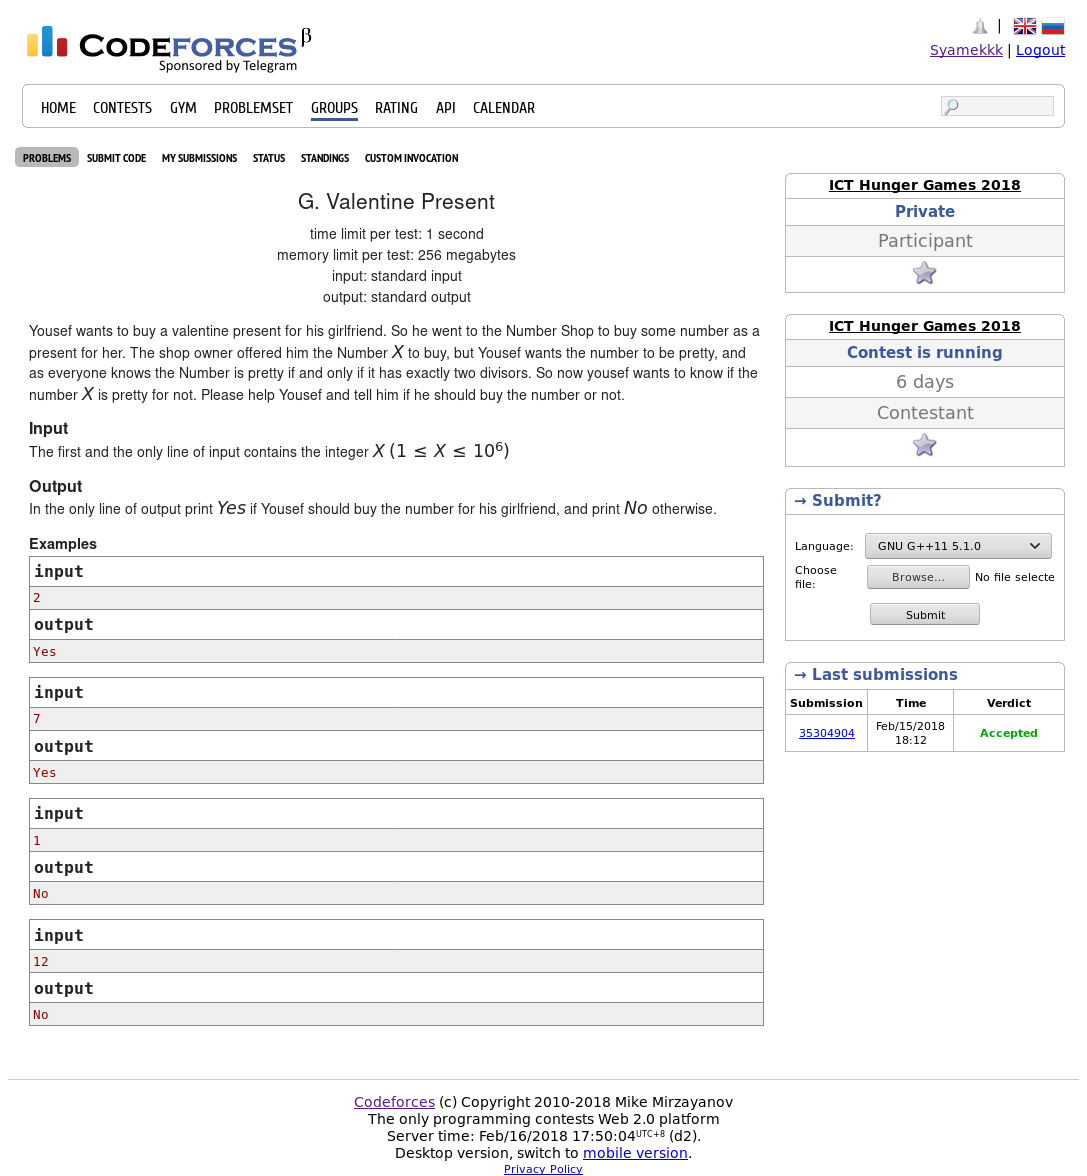 CODEFORCES β
Sponsored by Telegram
|
Syamekkk | Logout
HOME CONTESTS GYM PROBLEMSET GROUPS RATING API CALENDAR
PROBLEMS SUBMIT CODE MY SUBMISSIONS STATUS STANDINGS CUSTOM INVOCATION
G. Valentine Present
time limit per test: 1 second
memory limit per test: 256 megabytes
input: standard input
output: standard output
Yousef wants to buy a valentine present for his girlfriend. So he went to the Number Shop to buy some number as a
present for her. The shop owner offered him the Number X to buy, but Yousef wants the number to be pretty, and
as everyone knows the Number is pretty if and only if it has exactly two divisors. So now yousef wants to know if the
number X is pretty for not. Please help Yousef and tell him if he should buy the number or not.
Input
The first and the only line of input contains the integer X (1 ≤ X ≤ 10⁶)
Output
In the only line of output print Yes if Yousef should buy the number for his girlfriend, and print No otherwise.
Examples
input
2
output
Yes
input
7
output
Yes
input
1
output
No
input
12
output
No
ICT Hunger Games 2018
Private
Participant
ICT Hunger Games 2018
Contest is running
6 days
Contestant
→ Submit?
Language: GNU G++11 5.1.0
Choose
file: Browse... No file selecte
Submit
→ Last submissions
Submission Time Verdict
35304904 Feb/15/2018
18:12 Accepted
Codeforces (c) Copyright 2010-2018 Mike Mirzayanov
The only programming contests Web 2.0 platform
Server time: Feb/16/2018 17:50:04UTC+8 (d2).
Desktop version, switch to mobile version.
Privacy Policy